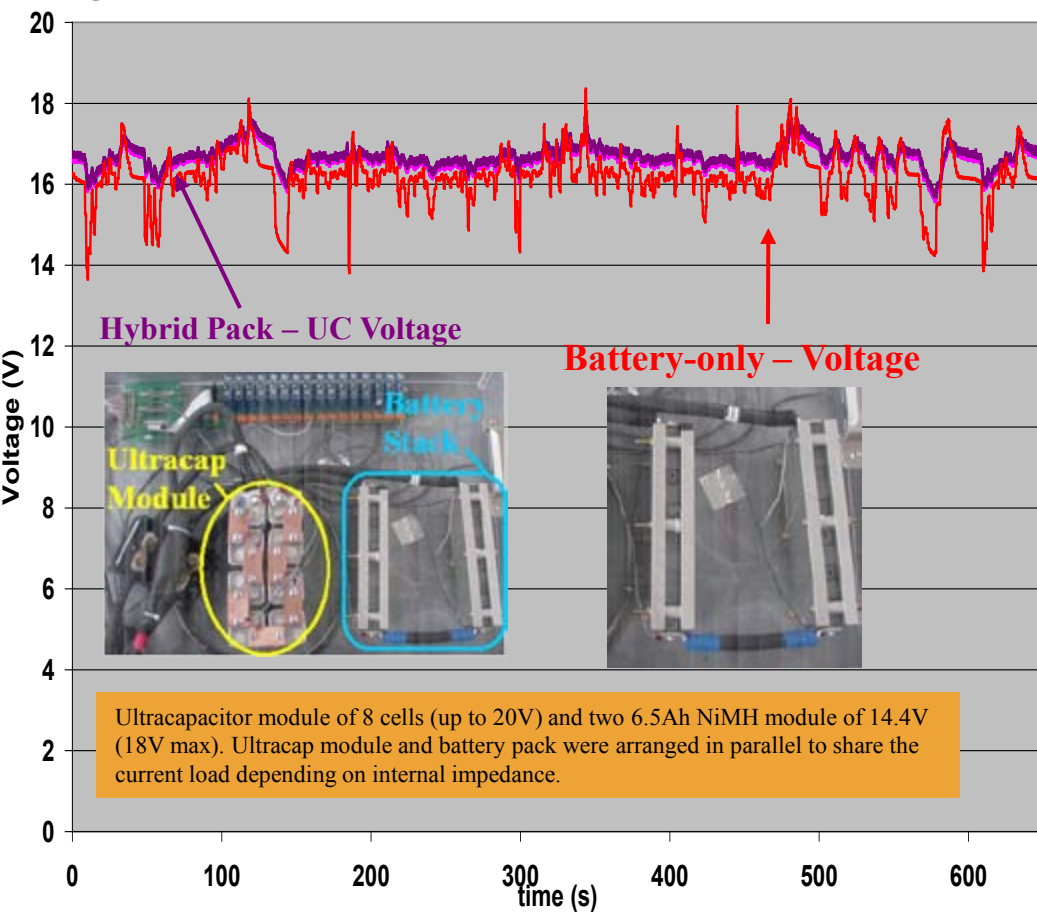 20
18
16
14
12
10
8
6
4
2
0
Voltage (V)
Hybrid Pack – UC Voltage
Battery-only – Voltage
Battery
Stack
Ultracap
Module
Ultracapacitor module of 8 cells (up to 20V) and two 6.5Ah NiMH module of 14.4V
(18V max). Ultracap module and battery pack were arranged in parallel to share the
current load depending on internal impedance.
0
100
200
300
400
500
600
time (s)